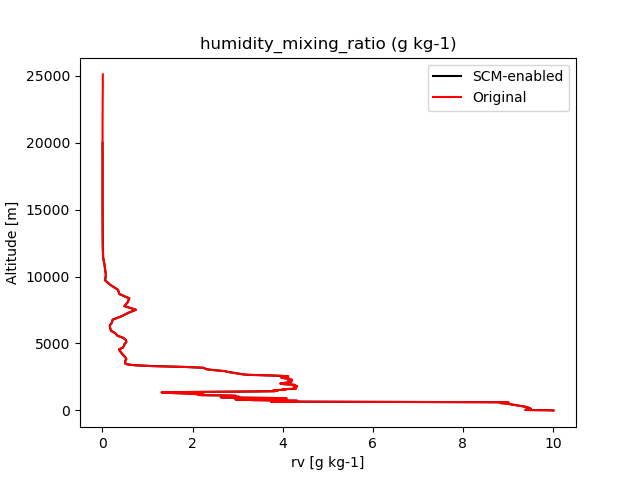 humidity_mixing_ratio (g kg-1)
SCM-enabled
Original
Altitude [m]
25000
20000
15000
10000
5000
0
0
2
4
6
8
10
rv [g kg-1]